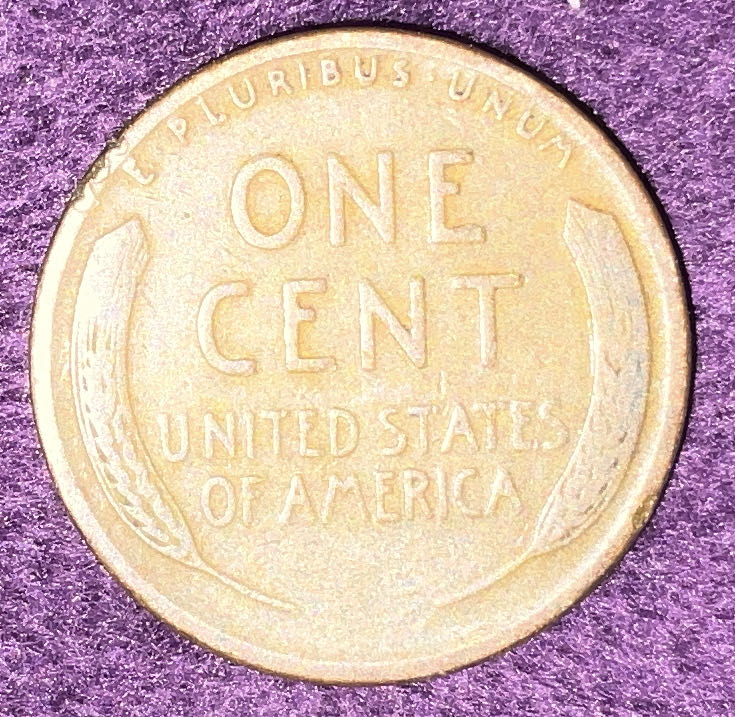 E · PLURIBUS · UNUM
ONE
CENT
UNITED STATES
OF AMERICA